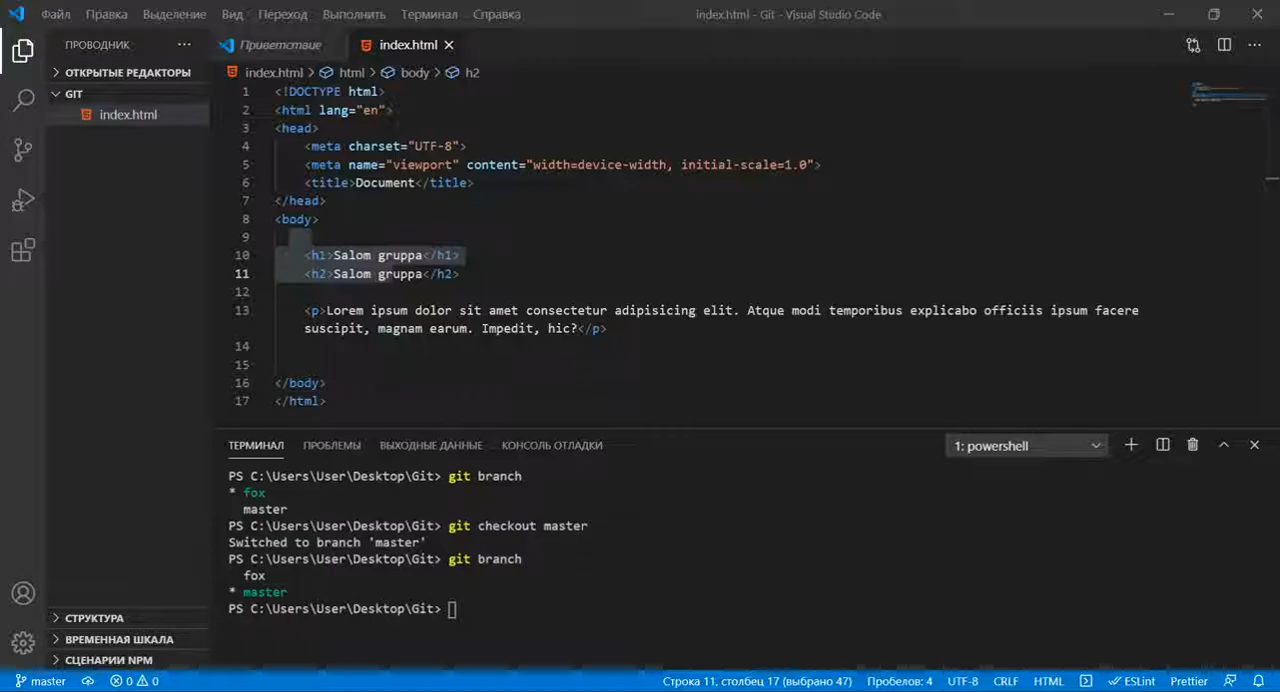 Файл Правка Выделение Вид Переход Выполнить Терминал Справка index.html - Git - Visual Studio Code
ПРОВОДНИК
Приветствие
index.html
ОТКРЫТЫЕ РЕДАКТОРЫ
GIT
index.html
index.html > html > body > h2
1 <!DOCTYPE html>
2 <html lang="en">
3 <head>
4 <meta charset="UTF-8">
5 <meta name="viewport" content="width=device-width, initial-scale=1.0">
6 <title>Document</title>
7 </head>
8 <body>
9
10 <h1>Salom gruppa</h1>
11 <h2>Salom gruppa</h2>
12
13 <p>Lorem ipsum dolor sit amet consectetur adipisicing elit. Atque modi temporibus explicabo officiis ipsum facere
suscipit, magnam earum. Impedit, hic?</p>
14
15
16 </body>
17 </html>
ТЕРМИНАЛ ПРОБЛЕМЫ ВЫХОДНЫЕ ДАННЫЕ КОНСОЛЬ ОТЛАДКИ 1: powershell
PS C:\Users\User\Desktop\Git> git branch
* fox
master
PS C:\Users\User\Desktop\Git> git checkout master
Switched to branch 'master'
PS C:\Users\User\Desktop\Git> git branch
fox
* master
PS C:\Users\User\Desktop\Git>
СТРУКТУРА
ВРЕМЕННАЯ ШКАЛА
СЦЕНАРИИ NPM
master 0 0 Строка 11, столбец 17 (выбрано 47) Пробелов: 4 UTF-8 CRLF HTML ESLint Prettier